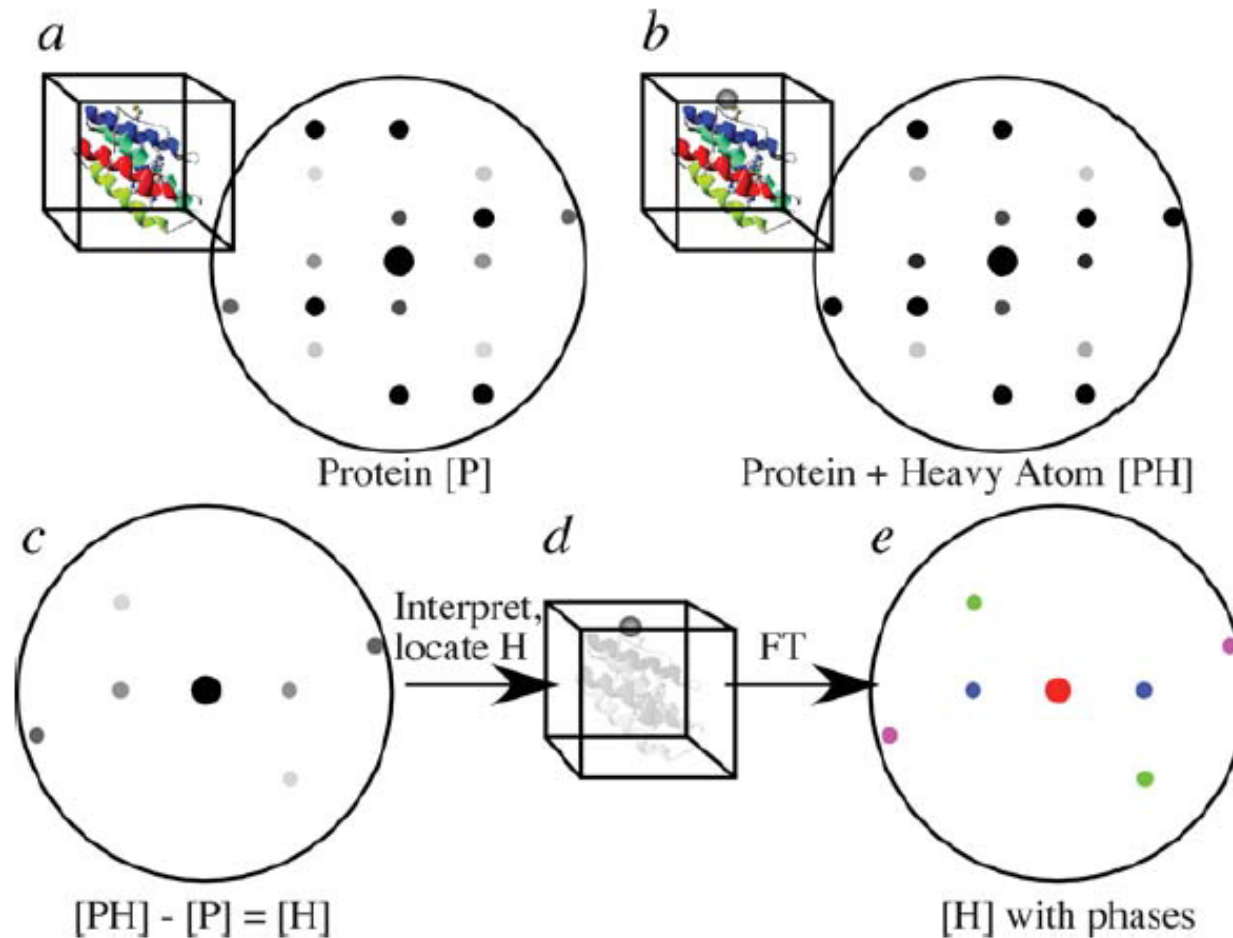 a
b
Protein [P]
Protein + Heavy Atom [PH]
c
d
e
Interpret,
locate H
FT
[PH] - [P] = [H]
[H] with phases